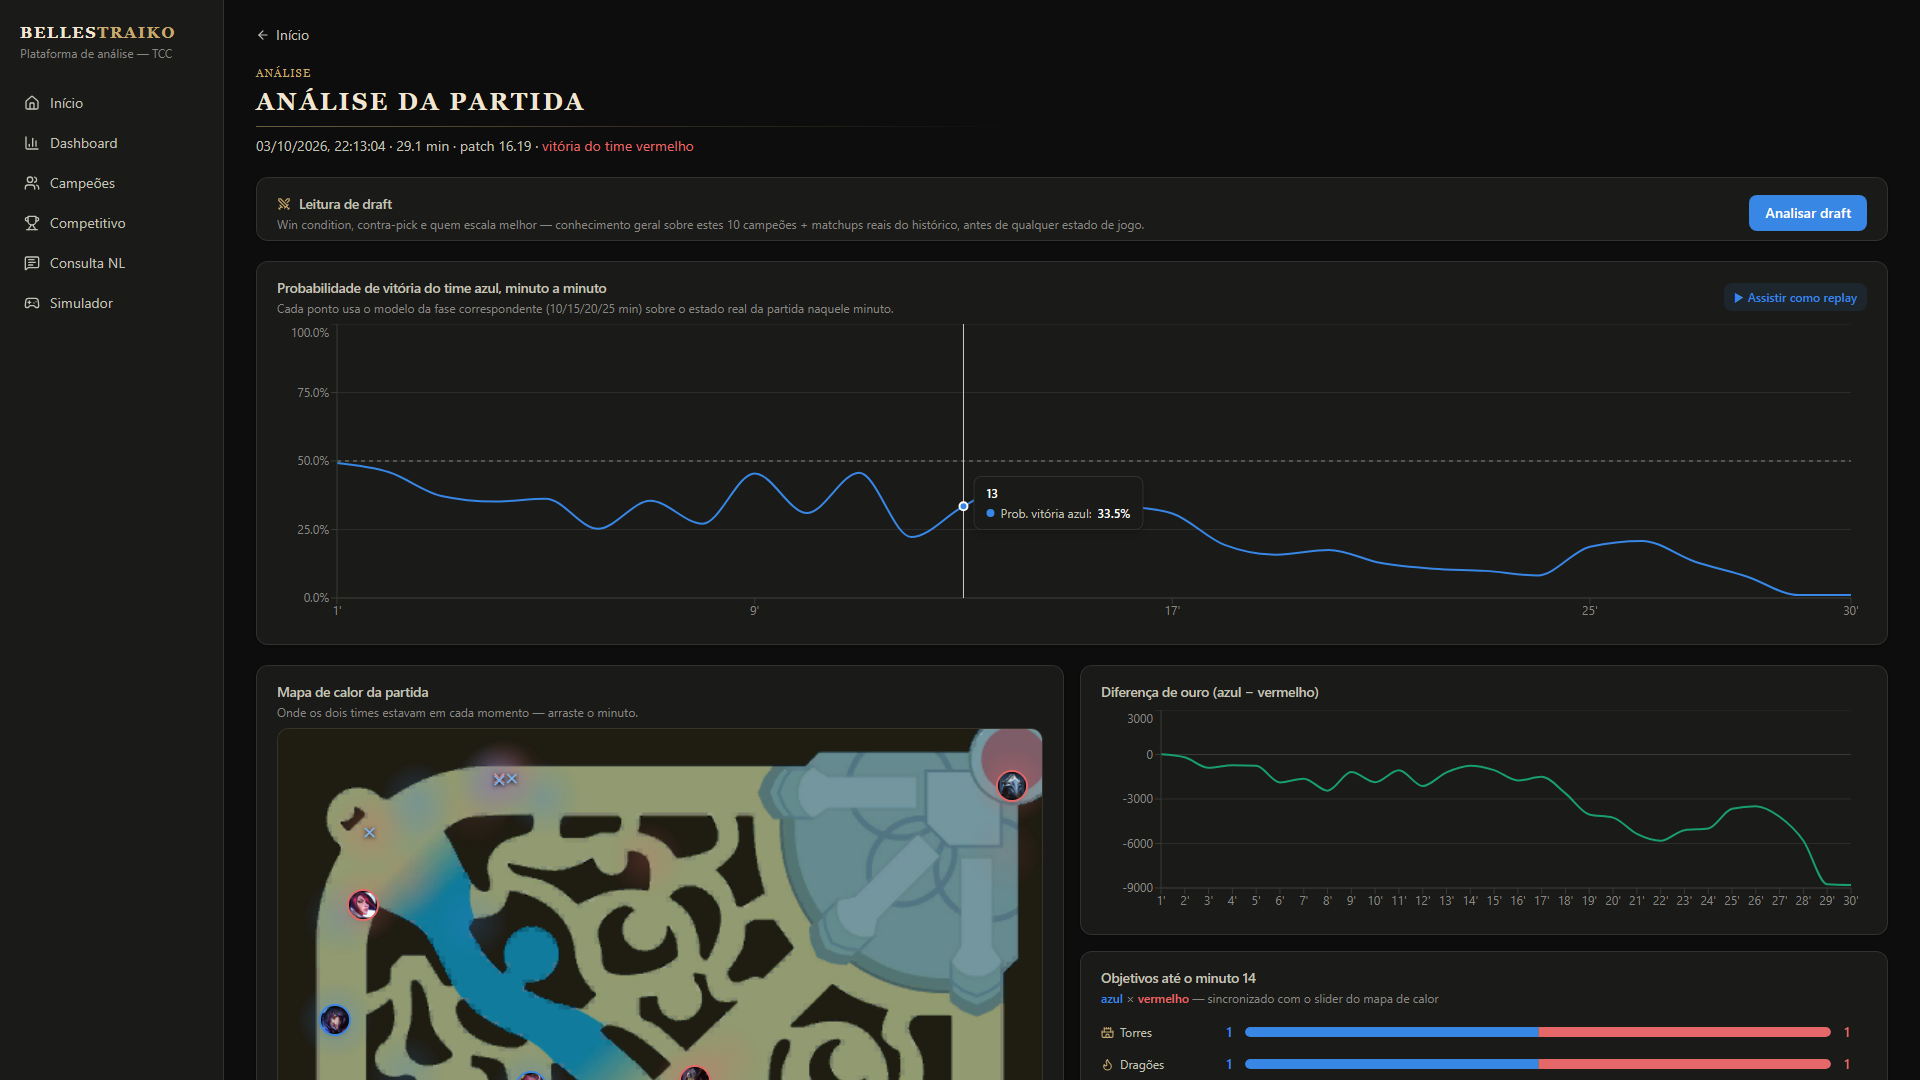 BELLESTRAIKO
Plataforma de análise — TCC
Início
Dashboard
Campeões
Competitivo
Consulta NL
Simulador
Início
ANÁLISE
ANÁLISE DA PARTIDA
03/10/2026, 22:13:04 · 29.1 min · patch 16.19 · vitória do time vermelho
Leitura de draft
Win condition, contra-pick e quem escala melhor — conhecimento geral sobre estes 10 campeões + matchups reais do histórico, antes de qualquer estado de jogo.
Analisar draft
Probabilidade de vitória do time azul, minuto a minuto
Cada ponto usa o modelo da fase correspondente (10/15/20/25 min) sobre o estado real da partida naquele minuto.
Assistir como replay
100.0%
75.0%
50.0%
25.0%
0.0%
13
Prob. vitória azul: 33.5%
1' 9' 17' 25' 30'
Mapa de calor da partida
Onde os dois times estavam em cada momento — arraste o minuto.
Diferença de ouro (azul − vermelho)
3000
0
-3000
-6000
-9000
1' 2' 3' 4' 5' 6' 7' 8' 9' 10' 11' 12' 13' 14' 15' 16' 17' 18' 19' 20' 21' 22' 23' 24' 25' 26' 27' 28' 29' 30'
Objetivos até o minuto 14
azul × vermelho — sincronizado com o slider do mapa de calor
Torres 1 1
Dragões 1 1